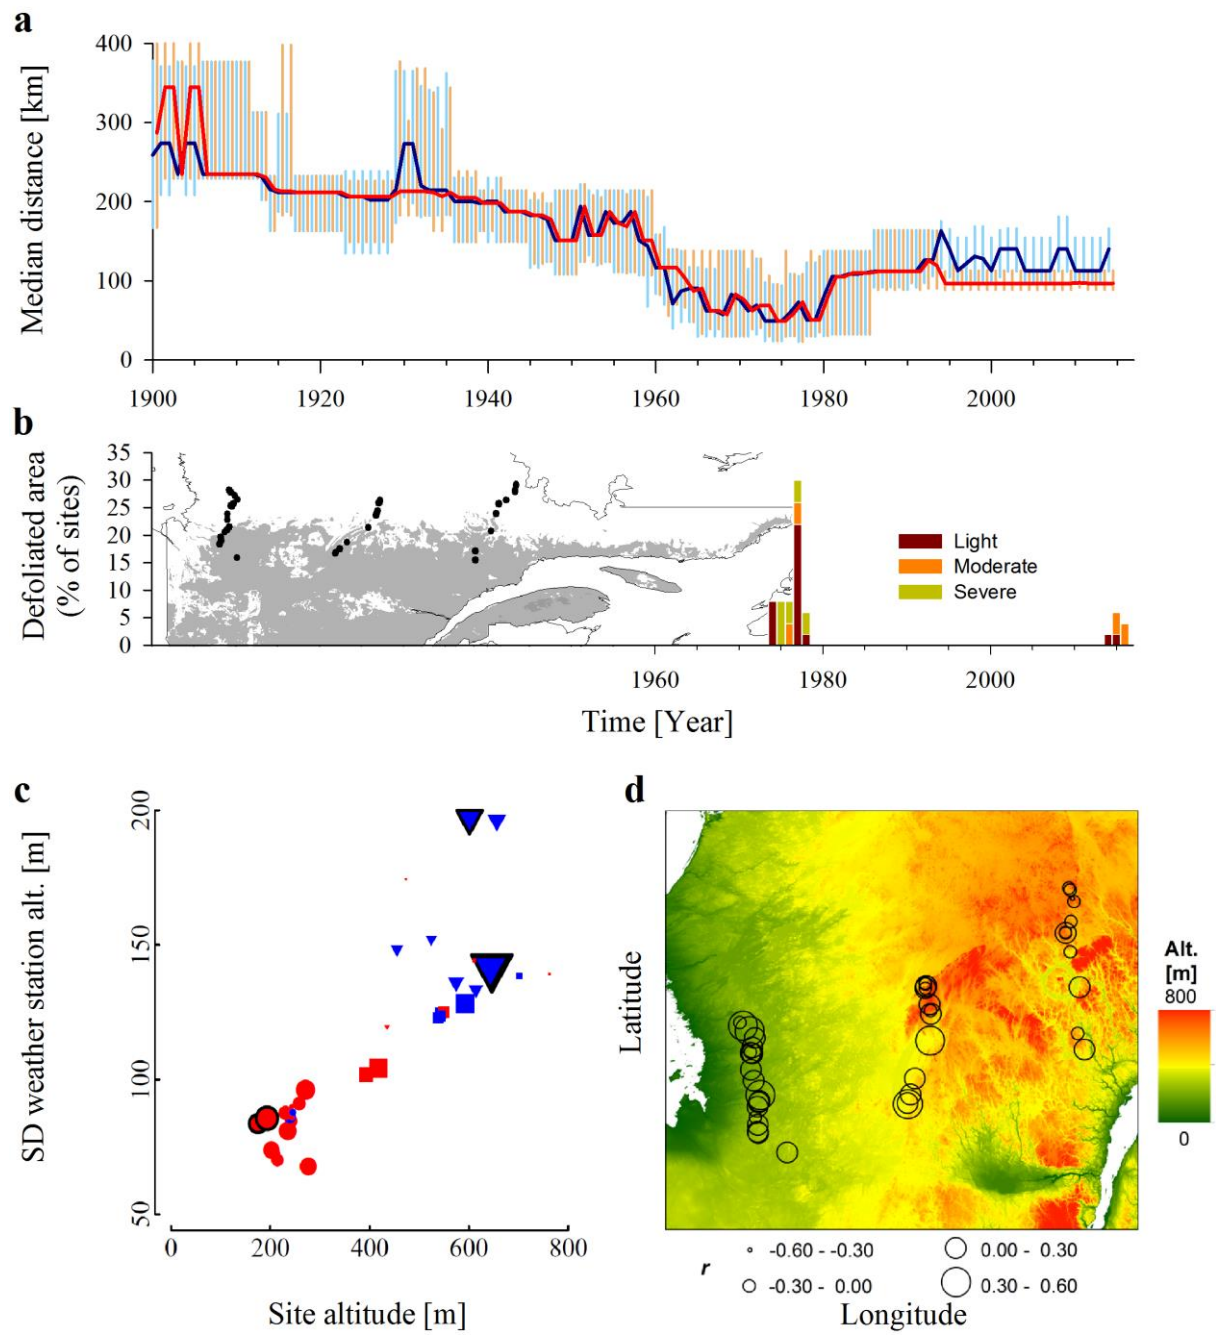 a
Median distance [km]
400
300
200
100
0
1900 1920 1940 1960 1980 2000
b
Defoliated area
(% of sites)
35
30
25
20
15
10
5
0
Light
Moderate
Severe
1960 1980 2000
Time [Year]
c
SD weather station alt. [m]
200
150
100
50
0 200 400 600 800
Site altitude [m]
d
Latitude
Alt.
[m]
800
0
r
-0.60 - -0.30
0.00 - 0.30
-0.30 - 0.00
0.30 - 0.60
Longitude